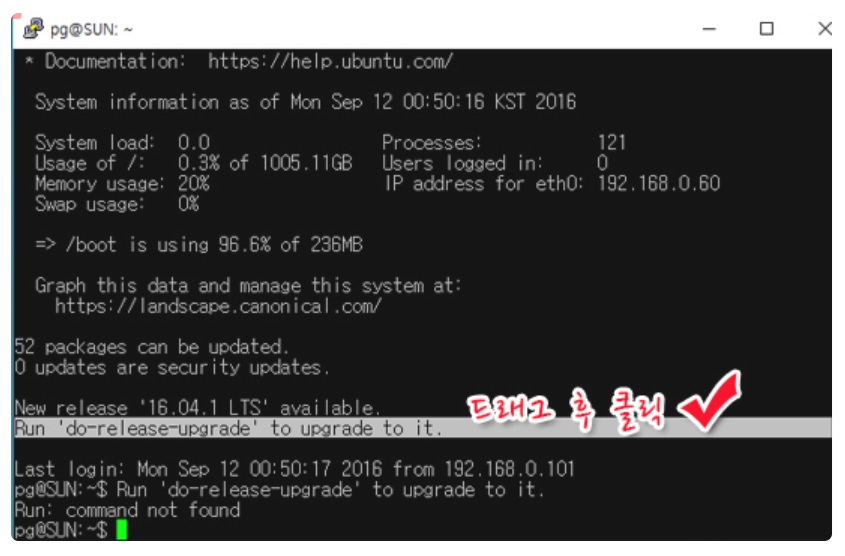 pg@SUN: ~
* Documentation:  https://help.ubuntu.com/
System information as of Mon Sep 12 00:50:16 KST 2016
System load:  0.0                Processes:           121
Usage of /:   0.3% of 1005.11GB   Users logged in:     0
Memory usage: 20%                IP address for eth0: 192.168.0.60
Swap usage:   0%
=> /boot is using 96.6% of 236MB
Graph this data and manage this system at:
https://landscape.canonical.com/
52 packages can be updated.
0 updates are security updates.
New release '16.04.1 LTS' available.
드래그 후 클릭
Run 'do-release-upgrade' to upgrade to it.
Last login: Mon Sep 12 00:50:17 2016 from 192.168.0.101
pg@SUN:~$ Run 'do-release-upgrade' to upgrade to it.
Run: command not found
pg@SUN:~$